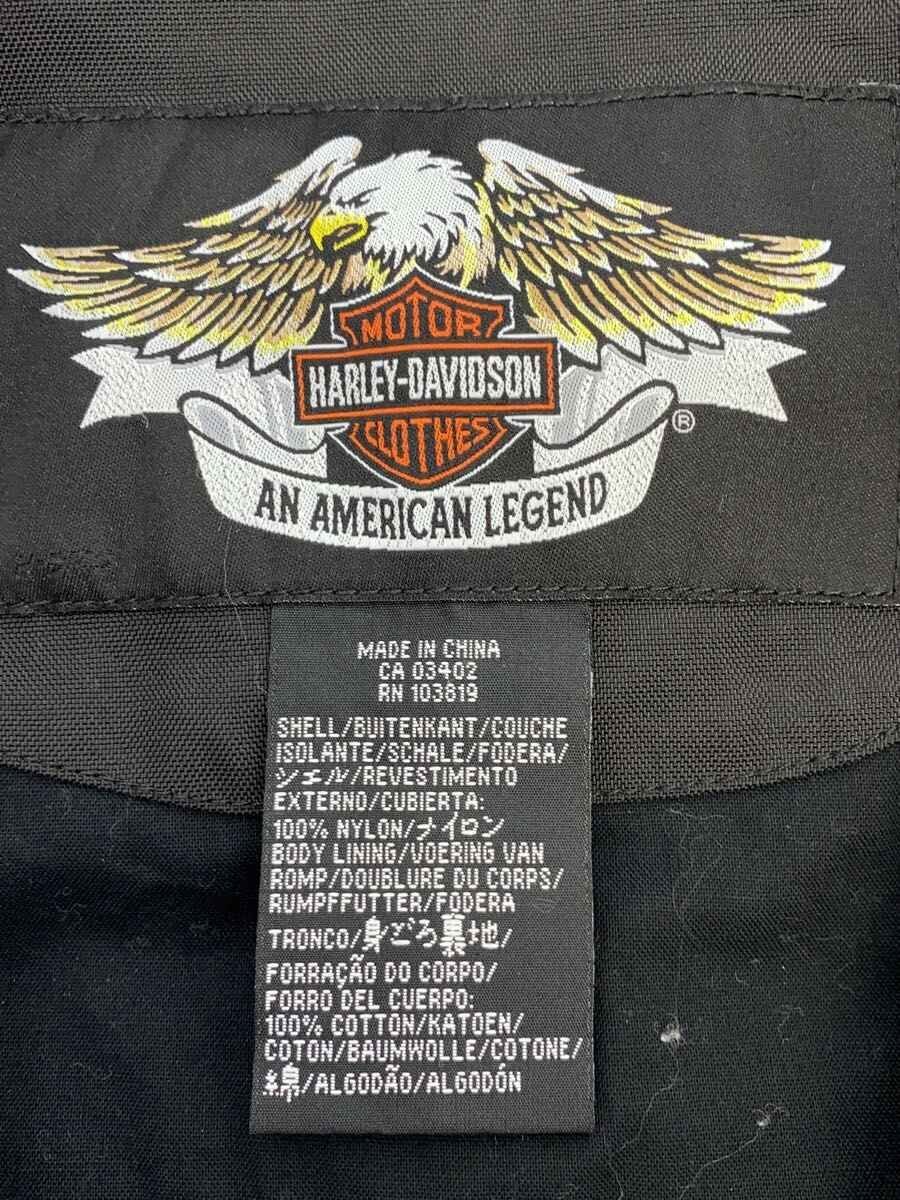 MOTOR
HARLEY-DAVIDSON
CLOTHES
®
AN AMERICAN LEGEND
MADE IN CHINA
CA 03402
RN 103819
SHELL/BUITENKANT/COUCHE
ISOLANTE/SCHALE/FODERA/
シェル/REVESTIMENTO
EXTERNO/CUBIERTA:
100% NYLON/ナイロン
BODY LINING/VOERING VAN
ROMP/DOUBLURE DU CORPS/
RUMPFFUTTER/FODERA
TRONCO/身ごろ裏地/
FORRAÇÃO DO CORPO/
FORRO DEL CUERPO:
100% COTTON/KATOEN/
COTON/BAUMWOLLE/COTONE/
綿/ALGODÃO/ALGODÓN